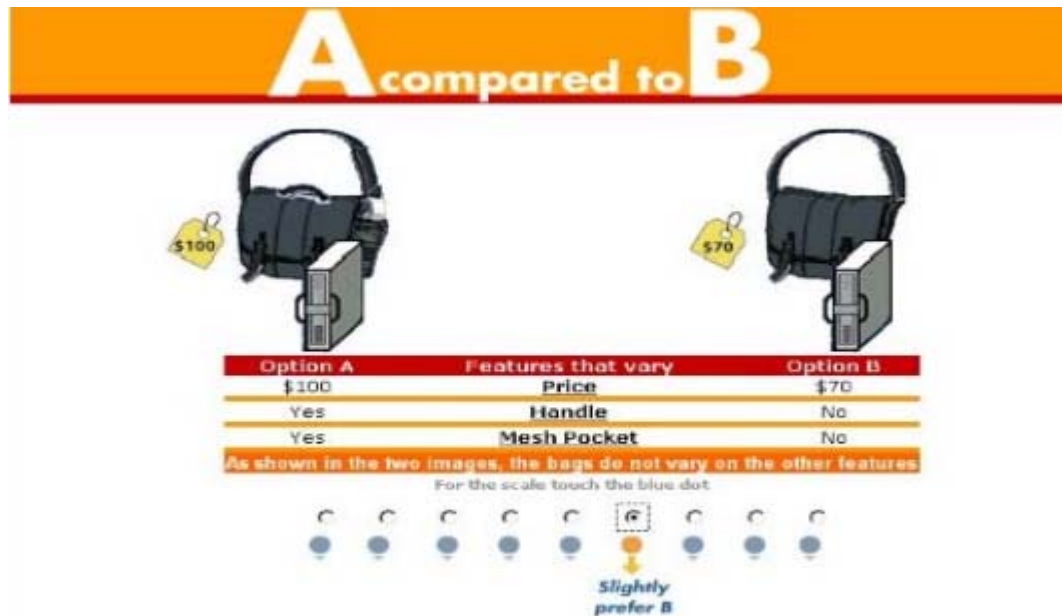 A compared to B
$100
$70
Option A Features that vary Option B
$100 Price $70
Yes Handle No
Yes Mesh Pocket No
As shown in the two images, the bags do not vary on the other features
For the scale touch the blue dot
Slightly
prefer B